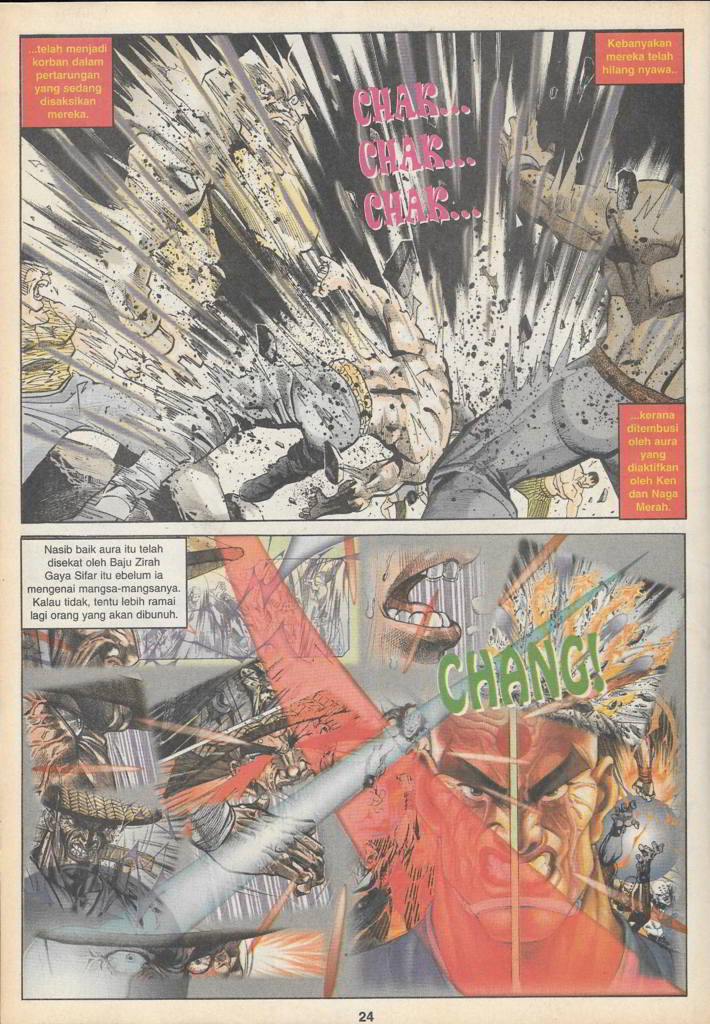 ...telah menjadi
korban dalam
pertarungan
yang sedang
disaksikan
mereka.
Kebanyakan
mereka telah
hilang nyawa..
CHAK...
CHAK...
CHAK...
...kerana
ditembusi
oleh aura
yang
diaktifkan
oleh Ken
dan Naga
Merah.
Nasib baik aura itu telah
disekat oleh Baju Zirah
Gaya Sifar itu ebelum ia
mengenai mangsa-mangsanya.
Kalau tidak, tentu lebih ramai
lagi orang yang akan dibunuh.
CHANG!
24